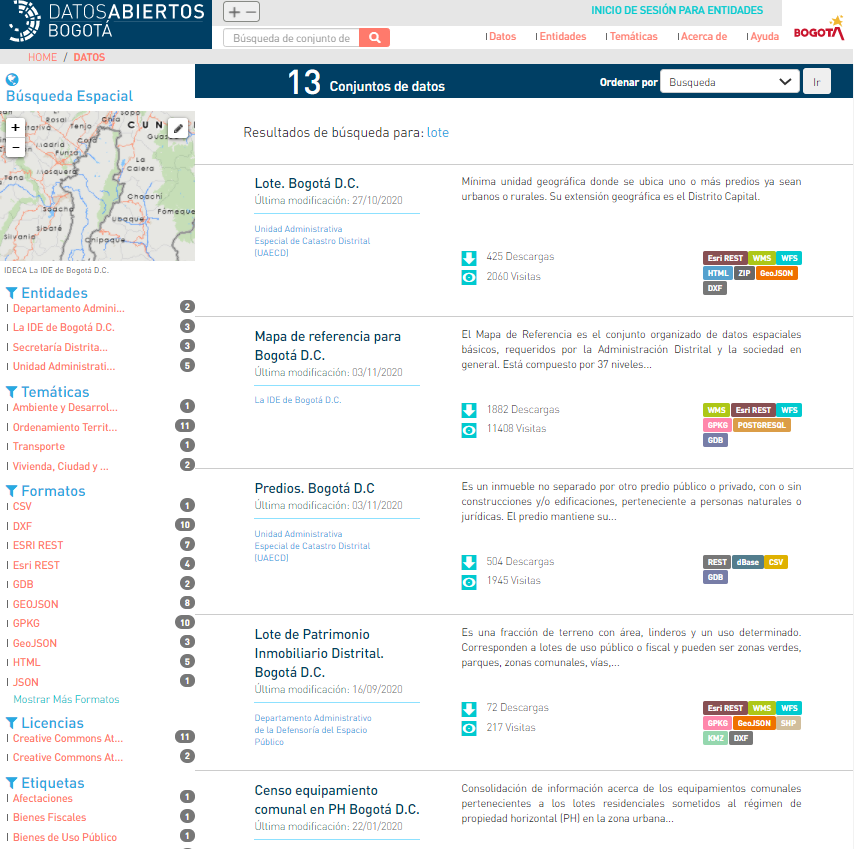 DATOSABIERTOS
BOGOTÁ
+ −
INICIO DE SESIÓN PARA ENTIDADES
Búsqueda de conjunto de
Datos
Entidades
Temáticas
Acerca de
Ayuda
BOGOTÁ
HOME / DATOS
Búsqueda Espacial
+
−
IDECA La IDE de Bogotá D.C.
Entidades
Departamento Admini... 2
La IDE de Bogotá D.C. 3
Secretaría Distrita... 3
Unidad Administrati... 5
Temáticas
Ambiente y Desarrol... 1
Ordenamiento Territ... 11
Transporte 1
Vivienda, Ciudad y ... 2
Formatos
CSV 1
DXF 10
ESRI REST 7
Esri REST 4
GDB 2
GEOJSON 8
GPKG 10
GeoJSON 3
HTML 5
JSON 1
Mostrar Más Formatos
Licencias
Creative Commons At... 11
Creative Commons At... 2
Etiquetas
Afectaciones 1
Bienes Fiscales 1
Bienes de Uso Público 1
13 Conjuntos de datos
Ordenar por Busqueda Ir
Resultados de búsqueda para: lote
Lote. Bogotá D.C.
Última modificación: 27/10/2020
Unidad Administrativa
Especial de Catastro Distrital
(UAECD)
Mínima unidad geográfica donde se ubica uno o más predios ya sean
urbanos o rurales. Su extensión geográfica es el Distrito Capital.
425 Descargas
2060 Visitas
Esri REST WMS WFS
HTML ZIP GeoJSON
DXF
Mapa de referencia para
Bogotá D.C.
Última modificación: 03/11/2020
La IDE de Bogotá D.C.
El Mapa de Referencia es el conjunto organizado de datos espaciales
básicos, requeridos por la Administración Distrital y la sociedad en
general. Está compuesto por 37 niveles...
1882 Descargas
11408 Visitas
WMS Esri REST WFS
GPKG POSTGRESQL
GDB
Predios. Bogotá D.C
Última modificación: 03/11/2020
Unidad Administrativa
Especial de Catastro Distrital
(UAECD)
Es un inmueble no separado por otro predio público o privado, con o sin
construcciones y/o edificaciones, perteneciente a personas naturales o
jurídicas. El predio mantiene su...
504 Descargas
1945 Visitas
REST dBase CSV
GDB
Lote de Patrimonio
Inmobiliario Distrital.
Bogotá D.C.
Última modificación: 16/09/2020
Departamento Administrativo
de la Defensoría del Espacio
Público
Es una fracción de terreno con área, linderos y un uso determinado.
Corresponden a lotes de uso público o fiscal y pueden ser zonas verdes,
parques, zonas comunales, vías,...
72 Descargas
217 Visitas
Esri REST WMS WFS
GPKG GeoJSON SHP
KMZ DXF
Censo equipamiento
comunal en PH Bogotá D.C.
Última modificación: 22/01/2020
Consolidación de información acerca de los equipamientos comunales
pertenecientes a los lotes residenciales sometidos al régimen de
propiedad horizontal (PH) en la zona urbana...